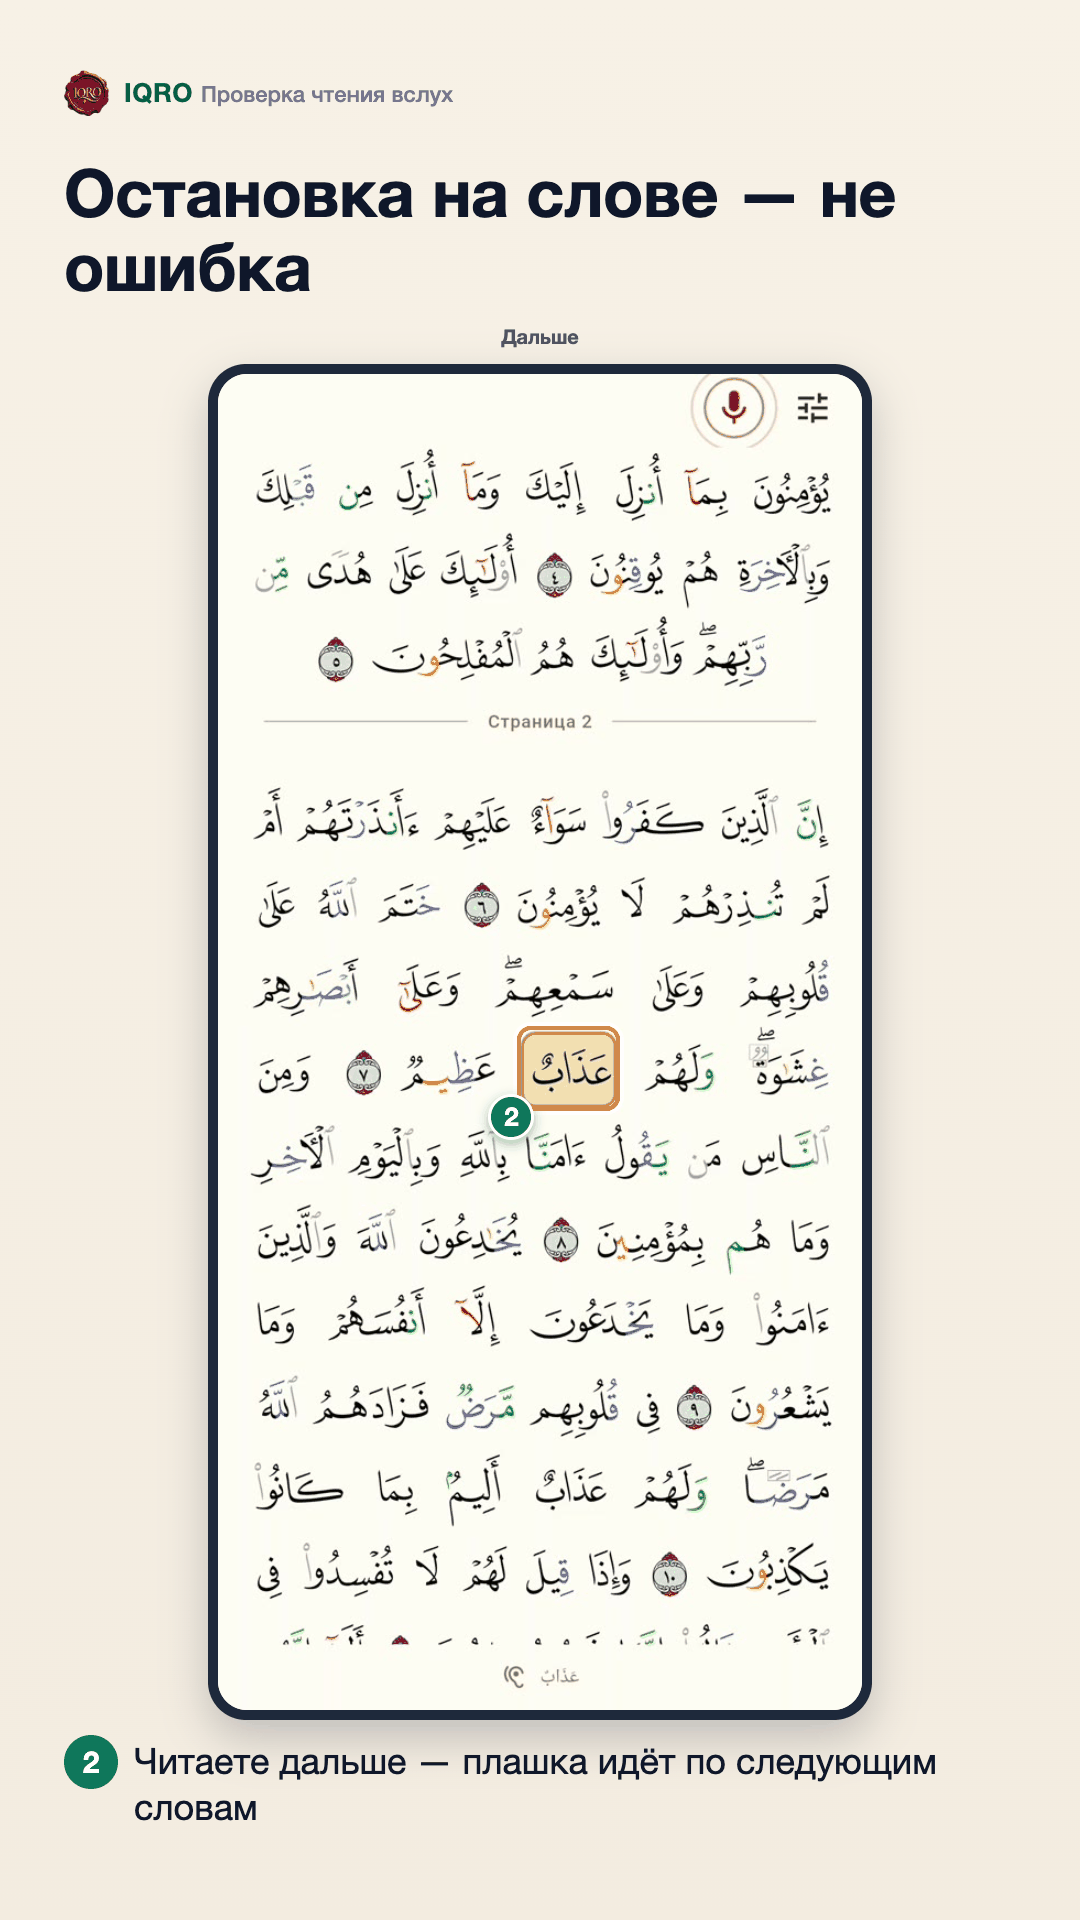 IQRO
IQRO Проверка чтения вслух
Остановка на слове — не
ошибка
Дальше
يُؤْمِنُونَ بِمَآ أُنزِلَ إِلَيْكَ وَمَآ أُنزِلَ مِن قَبْلِكَ
وَبِٱلْأَخِرَةِ هُمْ يُوقِنُونَ ٤ أُو۟لَـٰٓئِكَ عَلَىٰ هُدًى مِّن
رَّبِّهِمْ ۖ وَأُو۟لَـٰٓئِكَ هُمُ ٱلْمُفْلِحُونَ ٥
Страница 2
إِنَّ ٱلَّذِينَ كَفَرُوا۟ سَوَآءٌ عَلَيْهِمْ ءَأَنذَرْتَهُمْ أَمْ
لَمْ تُنذِرْهُمْ لَا يُؤْمِنُونَ ٦ خَتَمَ ٱللَّهُ عَلَىٰ
قُلُوبِهِمْ وَعَلَىٰ سَمْعِهِمْ ۖ وَعَلَىٰٓ أَبْصَـٰرِهِمْ
غِشَـٰوَةٌ ۖ وَلَهُمْ عَذَابٌ عَظِيمٌ ٧ وَمِنَ
2
ٱلنَّاسِ مَن يَقُولُ ءَامَنَّا بِٱللَّهِ وَبِٱلْيَوْمِ ٱلْأَخِرِ
وَمَا هُم بِمُؤْمِنِينَ ٨ يُخَـٰدِعُونَ ٱللَّهَ وَٱلَّذِينَ
ءَامَنُوا۟ وَمَا يَخْدَعُونَ إِلَّآ أَنفُسَهُمْ وَمَا
يَشْعُرُونَ ٩ فِى قُلُوبِهِم مَّرَضٌ فَزَادَهُمُ ٱللَّهُ
مَرَضًا ۖ وَلَهُمْ عَذَابٌ أَلِيمٌۢ بِمَا كَانُوا۟
يَكْذِبُونَ ١٠ وَإِذَا قِيلَ لَهُمْ لَا تُفْسِدُوا۟ فِى
عَذَابٌ
2 Читаете дальше — плашка идёт по следующим
словам